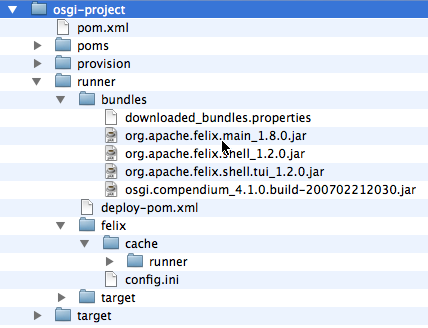 osgi-project
pom.xml
poms
provision
runner
bundles
downloaded_bundles.properties
org.apache.felix.main_1.8.0.jar
org.apache.felix.shell_1.2.0.jar
org.apache.felix.shell.tui_1.2.0.jar
osgi.compendium_4.1.0.build-200702212030.jar
deploy-pom.xml
felix
cache
runner
config.ini
target
target